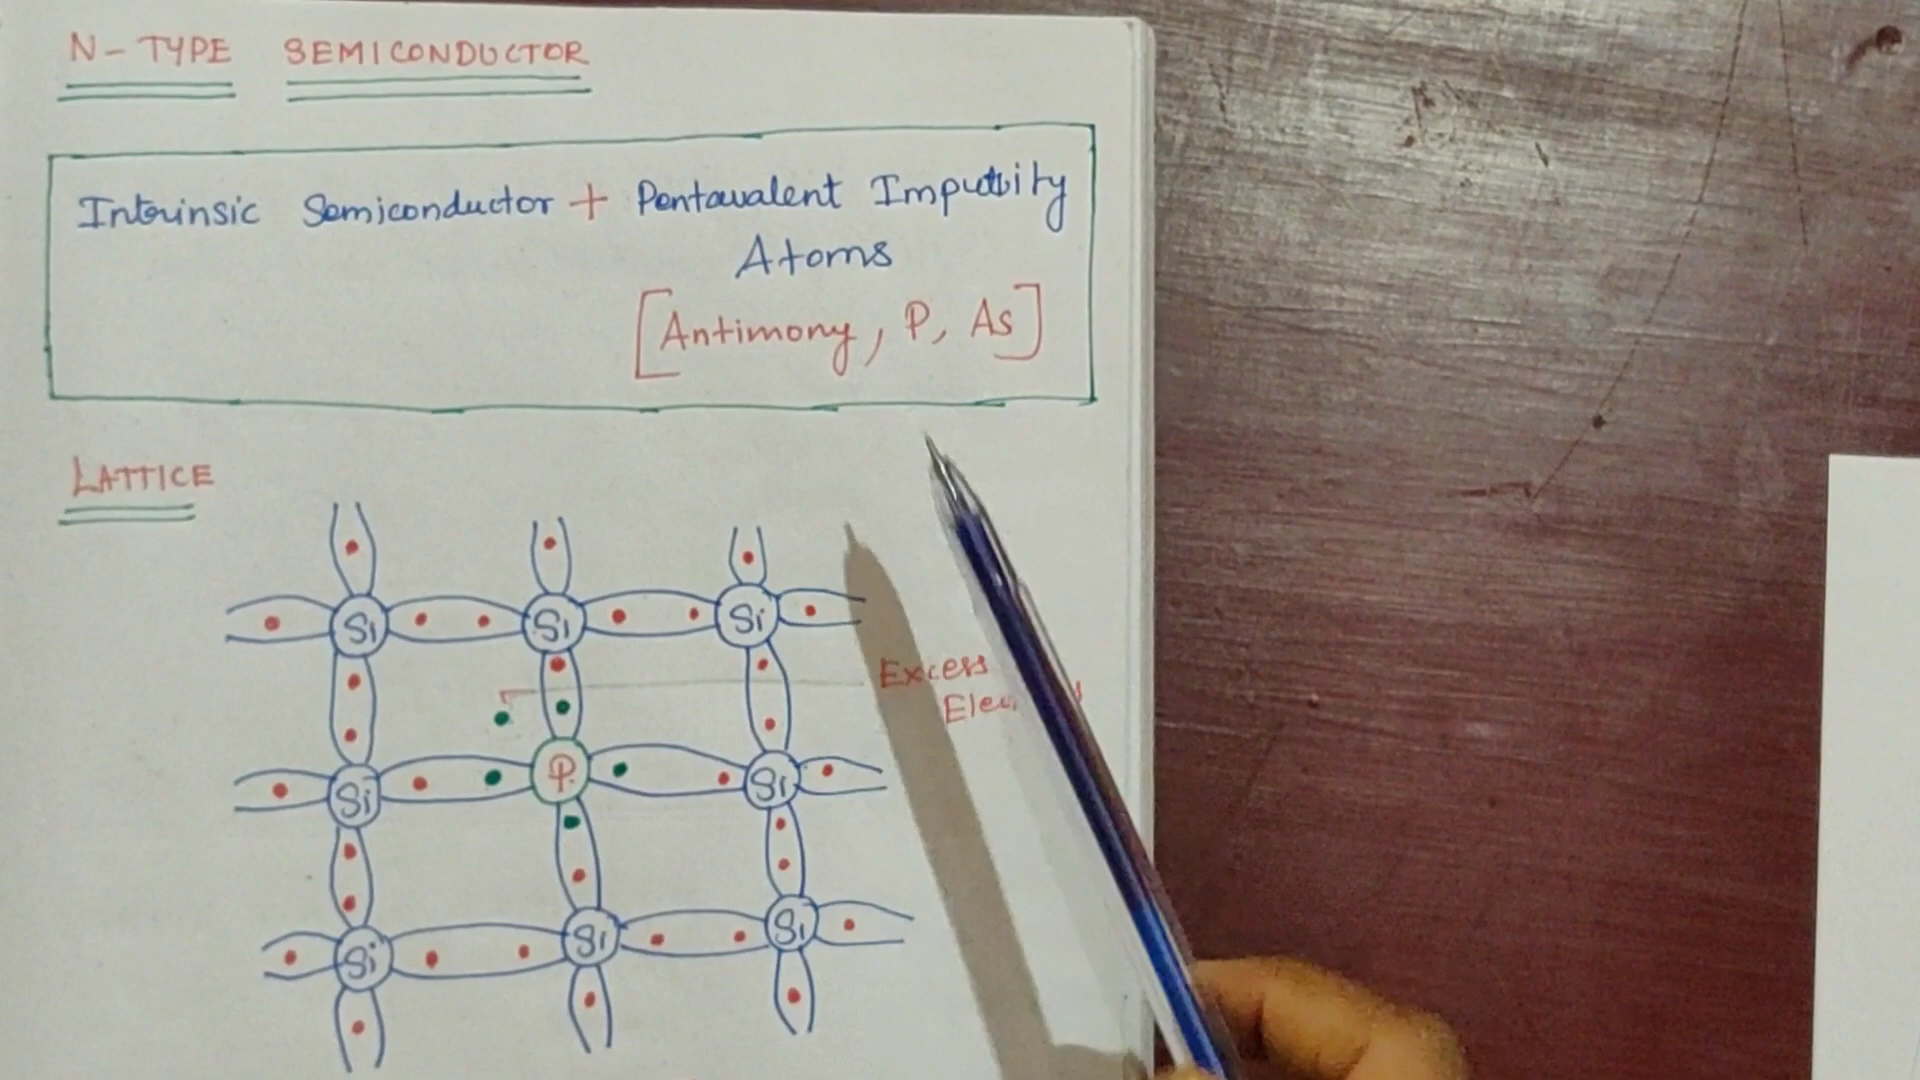 N-TYPE SEMICONDUCTOR
Intrinsic Semiconductor + Pentavalent Impurity
Atoms
[Antimony, P, As]
LATTICE
Si Si Si
Excess
Si P Si
Si Si Si